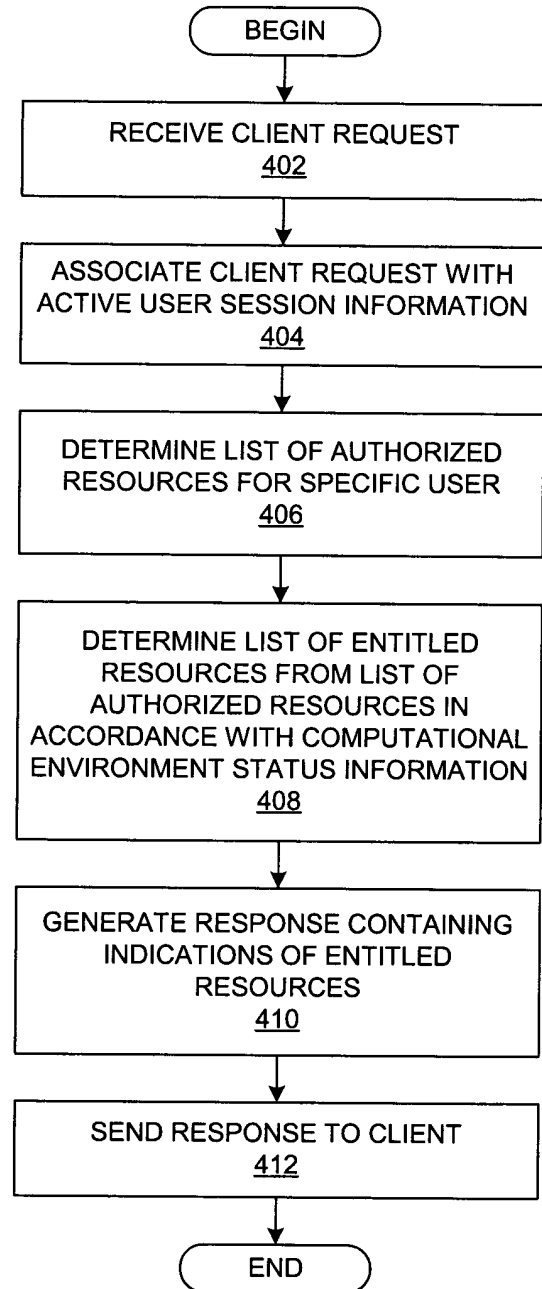 BEGIN
RECEIVE CLIENT REQUEST
402
ASSOCIATE CLIENT REQUEST WITH
ACTIVE USER SESSION INFORMATION
404
DETERMINE LIST OF AUTHORIZED
RESOURCES FOR SPECIFIC USER
406
DETERMINE LIST OF ENTITLED
RESOURCES FROM LIST OF
AUTHORIZED RESOURCES IN
ACCORDANCE WITH COMPUTATIONAL
ENVIRONMENT STATUS INFORMATION
408
GENERATE RESPONSE CONTAINING
INDICATIONS OF ENTITLED
RESOURCES
410
SEND RESPONSE TO CLIENT
412
END